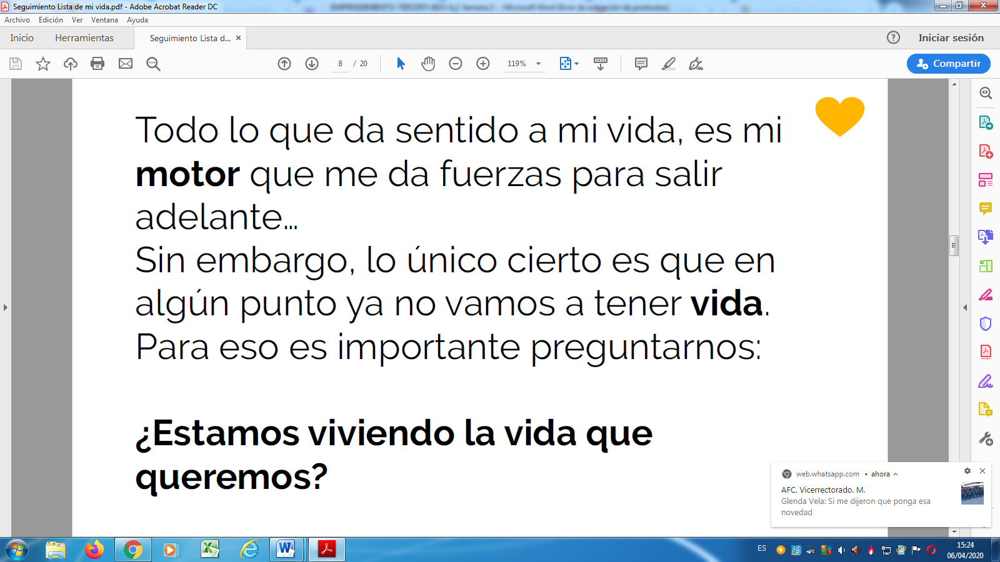 Seguimiento Lista de mi vida.pdf - Adobe Acrobat Reader DC
Archivo Edición Ver Ventana Ayuda
Inicio Herramientas Seguimiento Lista d... × Iniciar sesión
8 / 20 119% Compartir
Todo lo que da sentido a mi vida, es mi
motor que me da fuerzas para salir
adelante...
Sin embargo, lo único cierto es que en
algún punto ya no vamos a tener vida.
Para eso es importante preguntarnos:
¿Estamos viviendo la vida que
queremos?
web.whatsapp.com • ahora
AFC. Vicerrectorado. M.
Glenda Vela: Si me dijeron que ponga esa
novedad
ES
15:24
06/04/2020